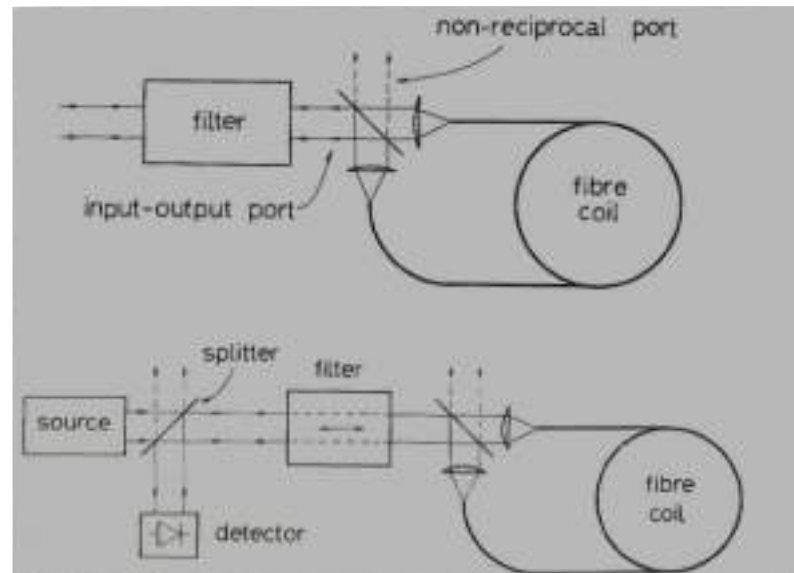 non-reciprocal port
filter
input-output port
fibre
coil
splitter
filter
source
fibre
coil
detector